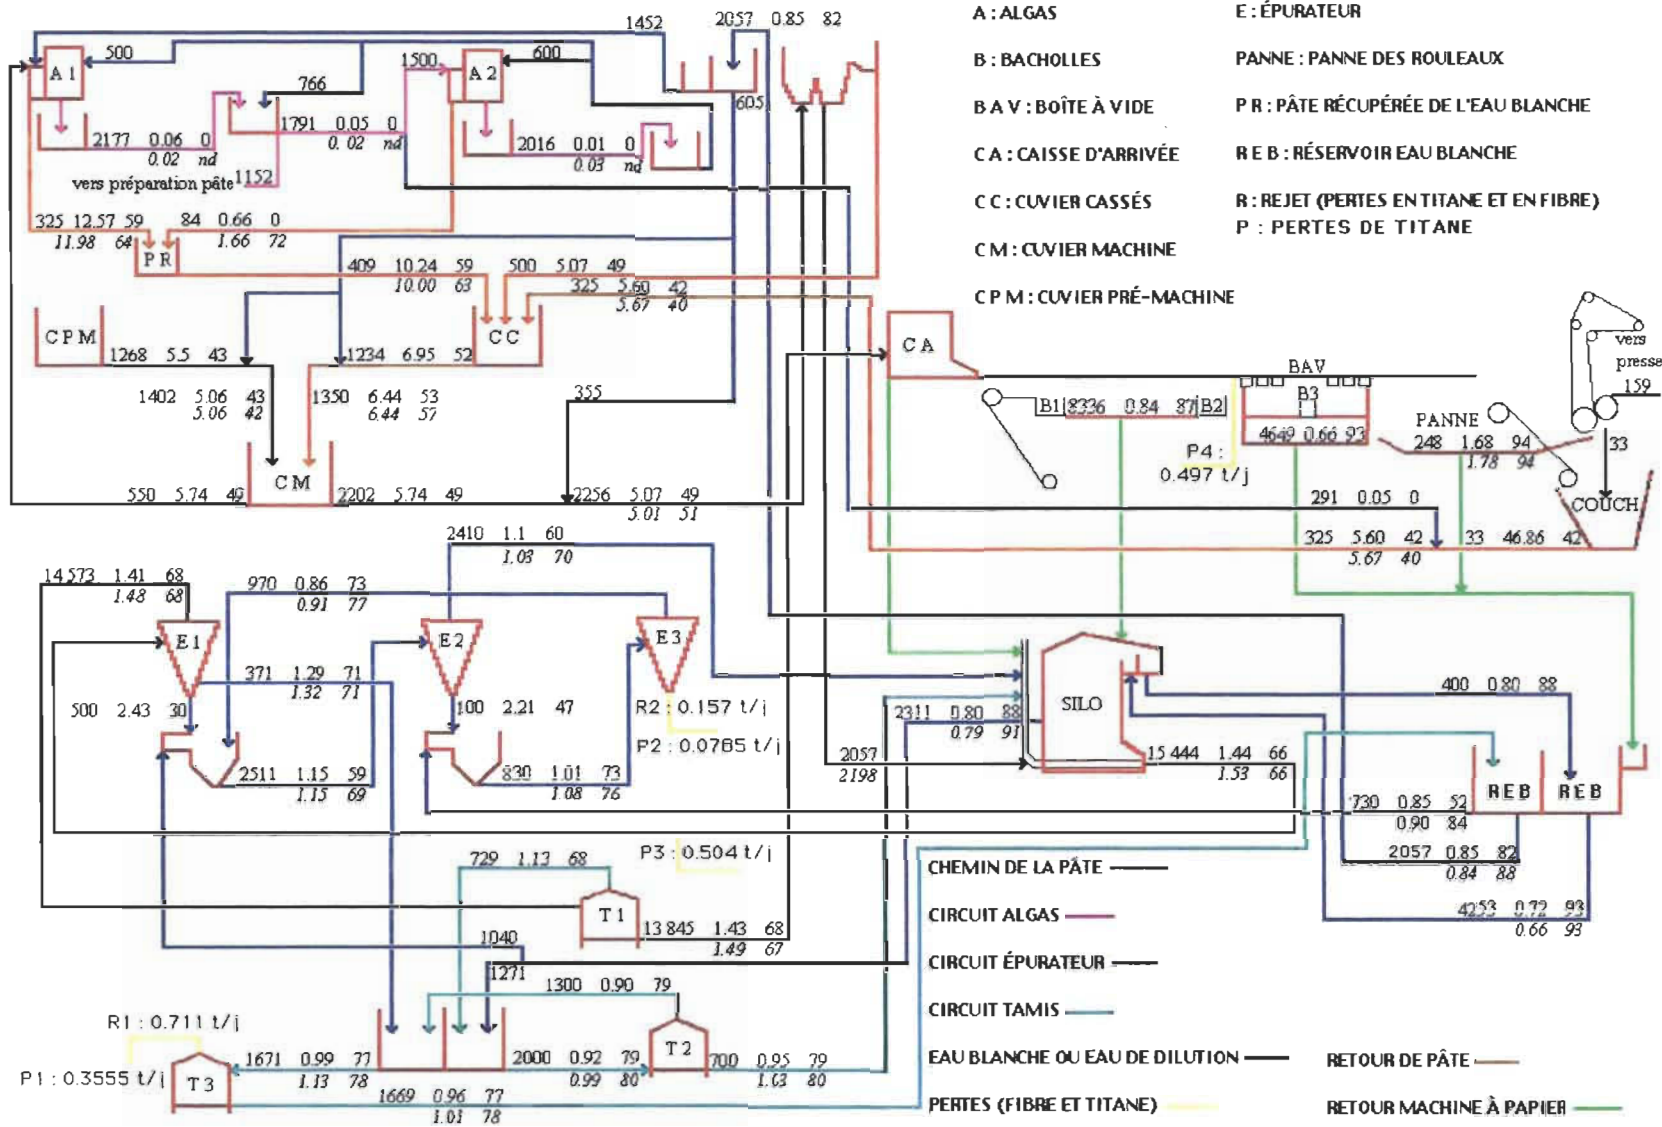 1452 2057 0.85 82
A : ALGAS E : ÉPURATEUR
500 1500 600
A 1 A 2
B : BACHOLLES PANNE : PANNE DES ROULEAUX
766 605
B A V : BOÎTE À VIDE P R : PÂTE RÉCUPÉRÉE DE L'EAU BLANCHE
2177 0.06 0 1791 0.05 0 2016 0.01 0
0.02 nd 0.02 nd 0.03 nd
C A : CAISSE D'ARRIVÉE R E B : RÉSERVOIR EAU BLANCHE
vers préparation pâte 1152
C C : CUVIER CASSÉS R : REJET (PERTES EN TITANE ET EN FIBRE)
P : PERTES DE TITANE
325 12.57 59 84 0.66 0
11.98 64 1.66 72
C M : CUVIER MACHINE
P R
409 10.24 59 500 5.07 49
10.00 63 325 5.60 42
5.67 40
C P M : CUVIER PRÉ-MACHINE
C P M C C C A
vers
presse
1268 5.5 43 1234 6.95 52
BAV
159
1402 5.06 43 1350 6.44 53 355
5.06 42 6.44 57
B1 8336 0.84 87 B2 B3
PANNE
4649 0.66 93 248 1.68 94 33
1.78 94
P4 :
0.497 t/j
C M
550 5.74 49 2202 5.74 49 2256 5.07 49
5.01 51
291 0.05 0 COUCH
2410 1.1 60
1.03 70
325 5.60 42 33 46.86 42
5.67 40
14 573 1.41 68 970 0.86 73
1.48 68 0.91 77
E 1 E 2 E 3
371 1.29 71
1.32 71
500 2.43 30 100 2.21 47
R2 : 0.157 t/j
P2 : 0.0785 t/j
SILO
400 0.80 88
2311 0.80 88
0.79 91
2057
2198
15 444 1.44 66
1.53 66
2511 1.15 59 830 1.01 73
1.15 69 1.08 76
R E B R E B
730 0.85 52
0.90 84
P3 : 0.504 t/j
2057 0.85 82
0.84 88
729 1.13 68
CHEMIN DE LA PÂTE
T 1
4253 0.72 93
0.66 93
CIRCUIT ALGAS
13 845 1.43 68
1.49 67
1040
CIRCUIT ÉPURATEUR
1271
1300 0.90 79
CIRCUIT TAMIS
R1 : 0.711 t/j
T 2
1671 0.99 77 2000 0.92 79 700 0.95 79
1.13 78 0.99 80 1.03 80
EAU BLANCHE OU EAU DE DILUTION RETOUR DE PÂTE
P1 : 0.3555 t/j T 3
1669 0.96 77
1.01 78
PERTES (FIBRE ET TITANE) RETOUR MACHINE À PAPIER